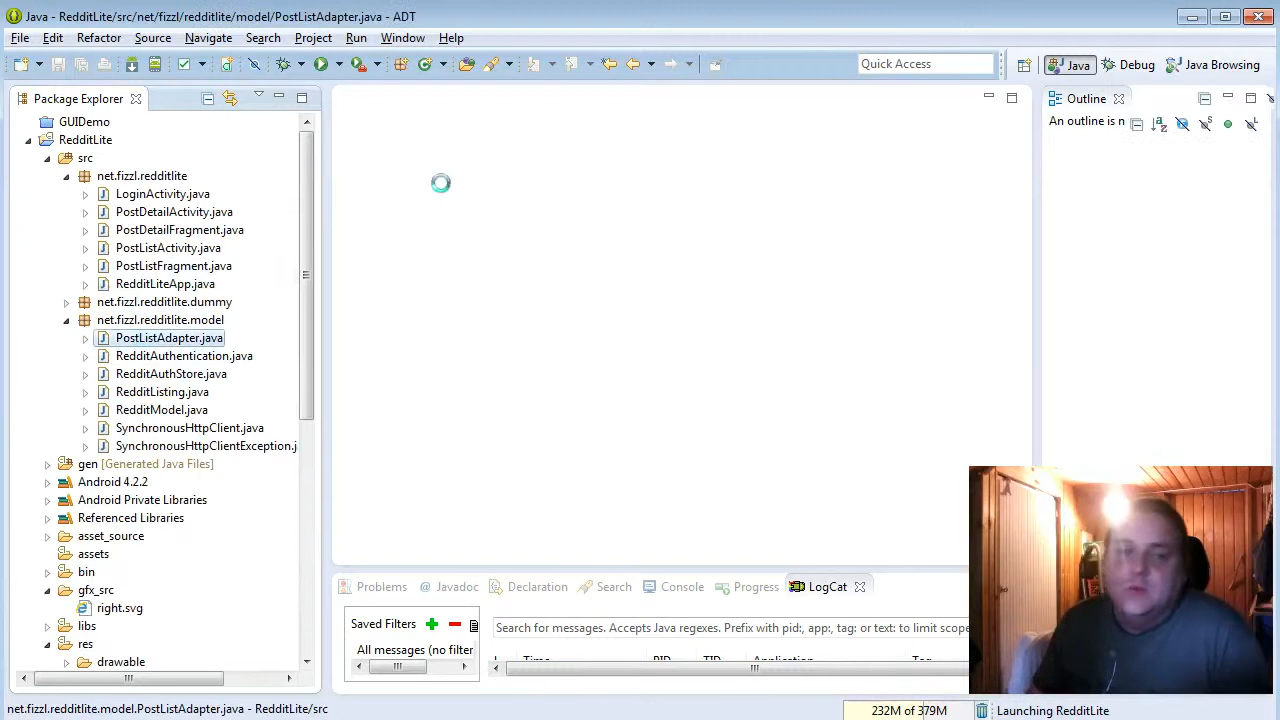 Java - RedditLite/src/net/fizzl/redditlite/model/PostListAdapter.java - ADT
File Edit Refactor Source Navigate Search Project Run Window Help
Quick Access
Java
Debug
Java Browsing
Package Explorer
GUIDemo
RedditLite
src
net.fizzl.redditlite
LoginActivity.java
PostDetailActivity.java
PostDetailFragment.java
PostListActivity.java
PostListFragment.java
RedditLiteApp.java
net.fizzl.redditlite.dummy
net.fizzl.redditlite.model
PostListAdapter.java
RedditAuthentication.java
RedditAuthStore.java
RedditListing.java
RedditModel.java
SynchronousHttpClient.java
SynchronousHttpClientException.j
gen [Generated Java Files]
Android 4.2.2
Android Private Libraries
Referenced Libraries
asset_source
assets
bin
gfx_src
right.svg
libs
res
drawable
Outline
An outline is n
Problems @ Javadoc Declaration Search Console Progress LogCat
Saved Filters
All messages (no filter
Search for messages. Accepts Java regexes. Prefix with pid:, app:, tag: or text: to limit scope
L Time PID TID Application Tag
net.fizzl.redditlite.model.PostListAdapter.java - RedditLite/src
232M of 379M
Launching RedditLite